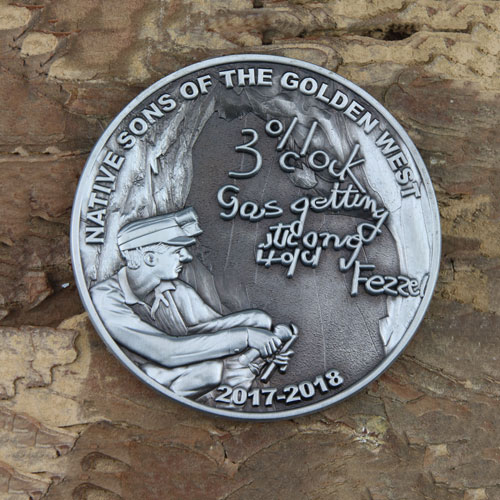 NATIVE SONS OF THE GOLDEN WEST
3 o'clock
Gas getting
strong
Fezzel
2017-2018